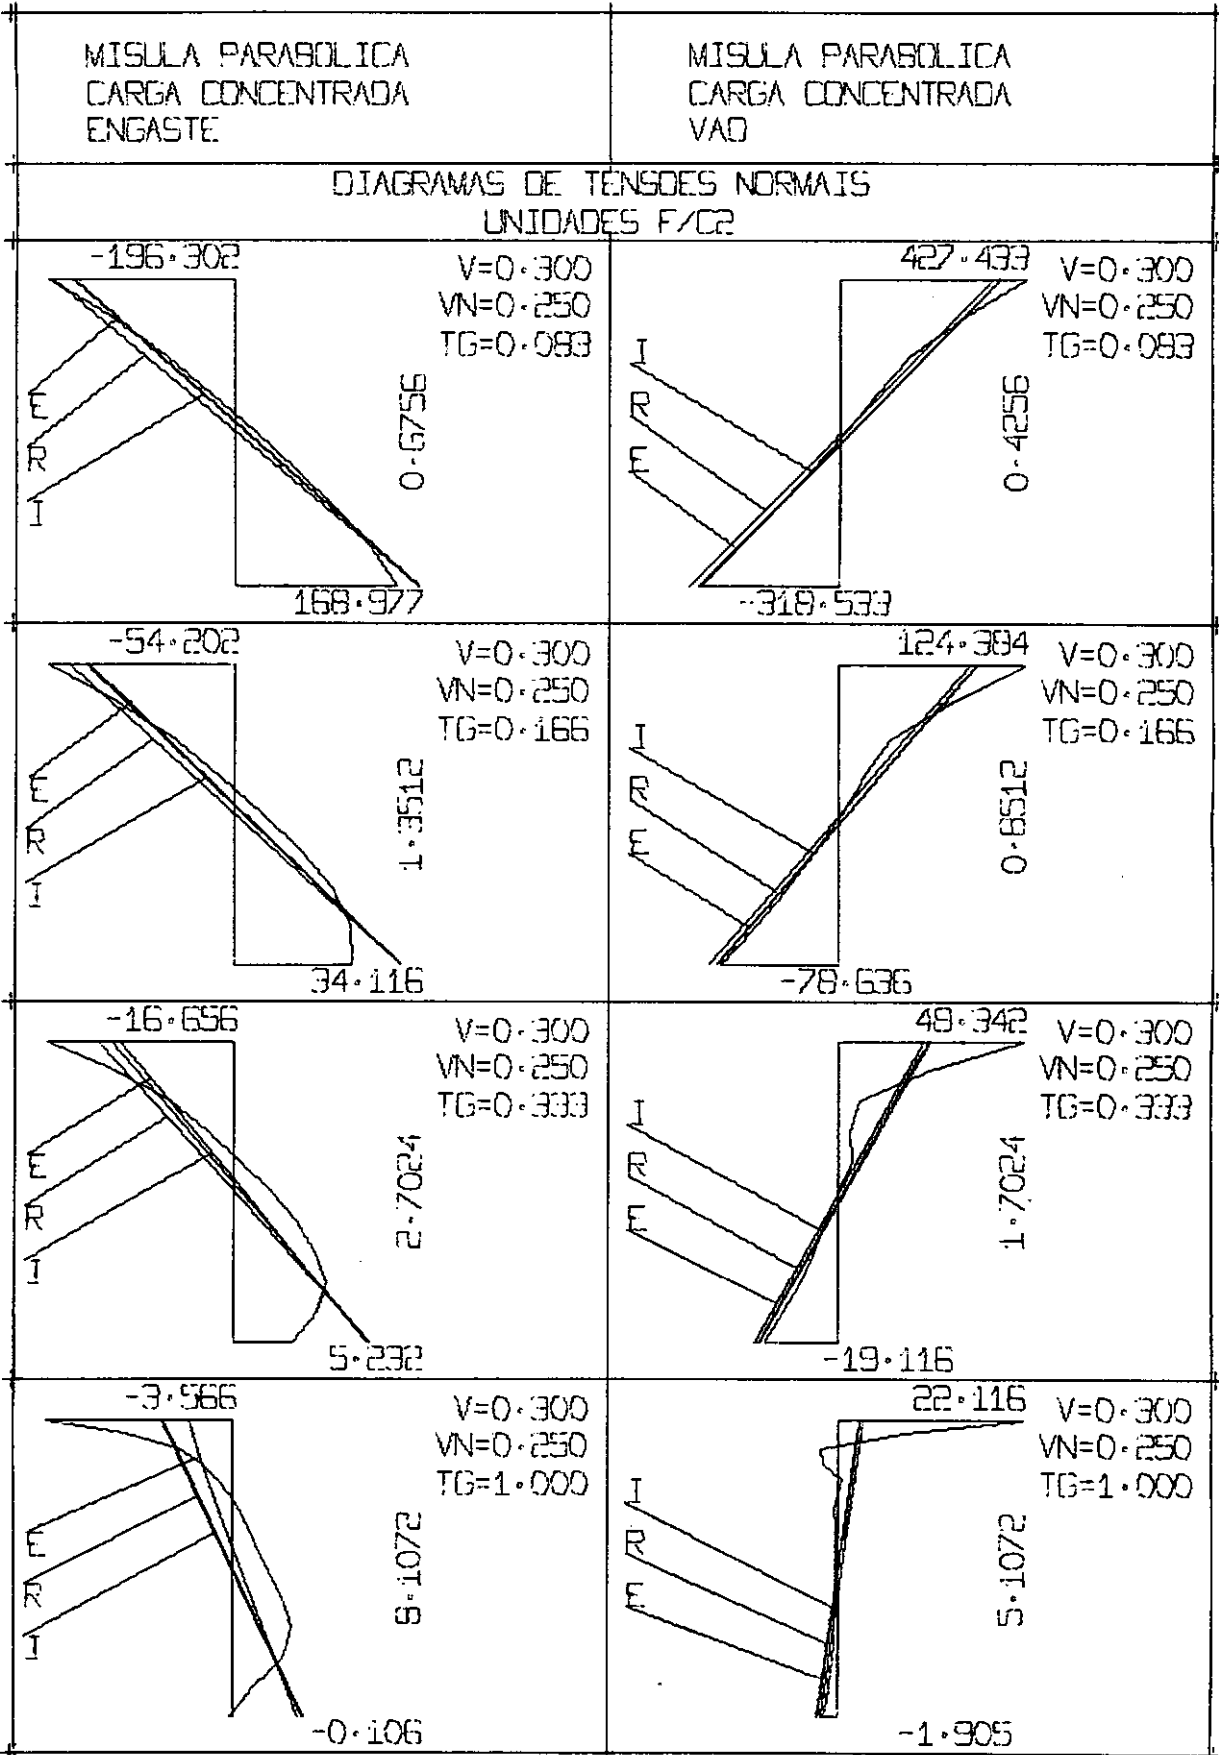 MISULA PARABOLICA
CARGA CONCENTRADA
ENGASTE
MISULA PARABOLICA
CARGA CONCENTRADA
VAO
DIAGRAMAS DE TENSOES NORMAIS
UNIDADES F/C2
-196.302
V=0.300
VN=0.250
TG=0.083
E
R
I
0.6756
168.977
427.433
V=0.300
VN=0.250
TG=0.083
I
R
E
0.4256
-318.533
-54.202
V=0.300
VN=0.250
TG=0.166
E
R
I
1.3512
34.116
124.384
V=0.300
VN=0.250
TG=0.166
I
R
E
0.8512
-78.636
-16.656
V=0.300
VN=0.250
TG=0.333
E
R
I
2.7024
5.232
48.342
V=0.300
VN=0.250
TG=0.333
I
R
E
1.7024
-19.116
-3.566
V=0.300
VN=0.250
TG=1.000
E
R
I
8.1072
-0.106
22.116
V=0.300
VN=0.250
TG=1.000
I
R
E
5.1072
-1.905